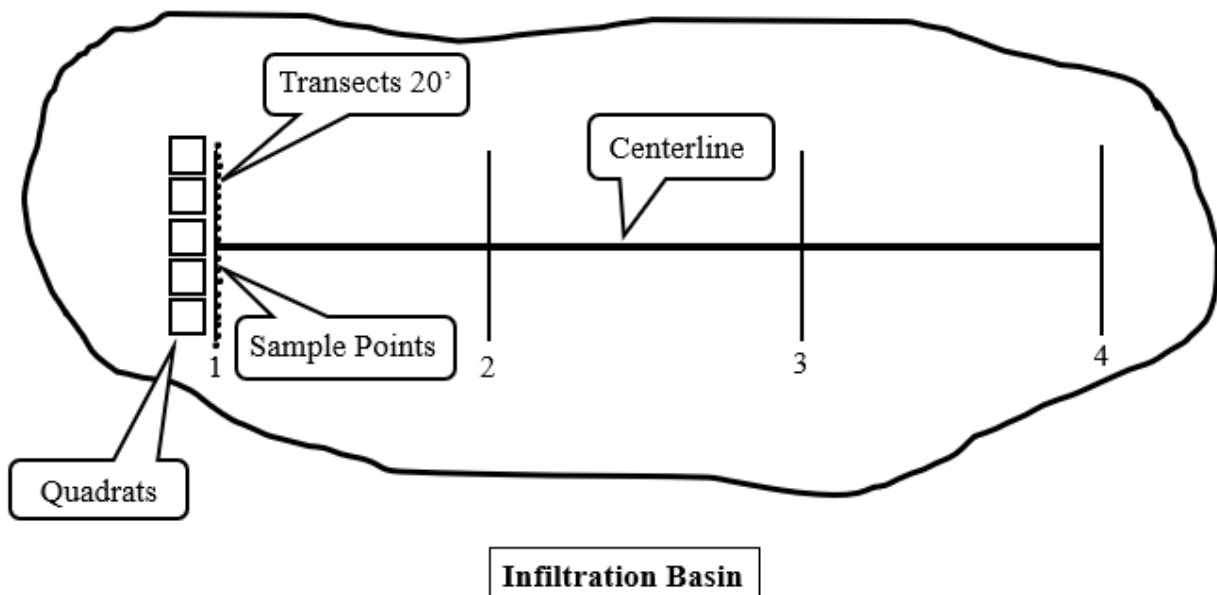 Transects 20’
Centerline
Sample Points
1
2
3
4
Quadrats
Infiltration Basin